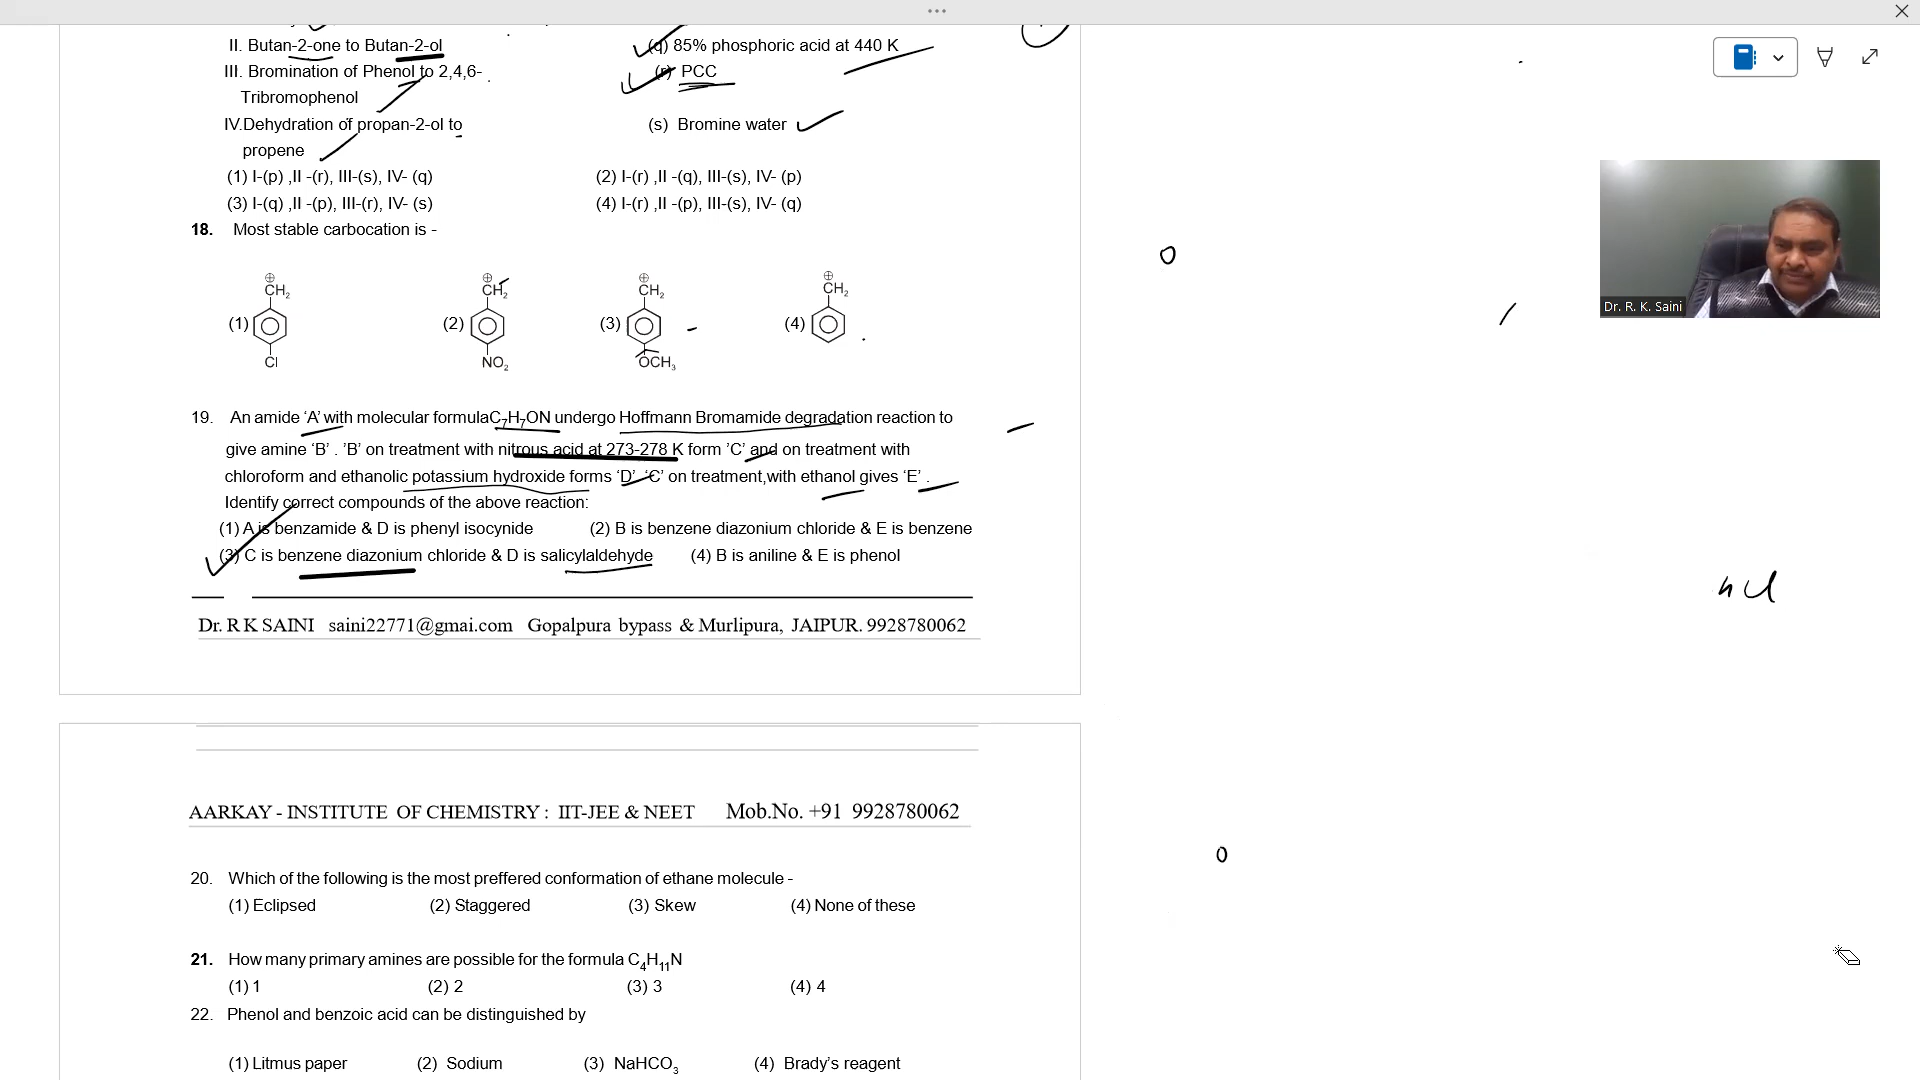 II. Butan-2-one to Butan-2-ol (q) 85% phosphoric acid at 440 K
III. Bromination of Phenol to 2,4,6- (r) PCC
Tribromophenol
IV.Dehydration of propan-2-ol to (s) Bromine water
propene
(1) I-(p) ,II -(r), III-(s), IV- (q) (2) I-(r) ,II -(q), III-(s), IV- (p)
(3) I-(q) ,II -(p), III-(r), IV- (s) (4) I-(r) ,II -(p), III-(s), IV- (q)
18. Most stable carbocation is -
⊕ ⊕ ⊕ ⊕
CH2 CH2 CH2 CH2
(1) (2) (3) (4)
Cl NO2 OCH3
19. An amide ‘A’ with molecular formulaC7H7ON undergo Hoffmann Bromamide degradation reaction to
give amine ‘B’ . ’B’ on treatment with nitrous acid at 273-278 K form ’C’ and on treatment with
chloroform and ethanolic potassium hydroxide forms ‘D’. ‘C’ on treatment,with ethanol gives ‘E’ .
Identify correct compounds of the above reaction:
(1) A is benzamide & D is phenyl isocynide (2) B is benzene diazonium chloride & E is benzene
(3) C is benzene diazonium chloride & D is salicylaldehyde (4) B is aniline & E is phenol
Dr. R K SAINI saini22771@gmai.com Gopalpura bypass & Murlipura, JAIPUR. 9928780062
AARKAY - INSTITUTE OF CHEMISTRY : IIT-JEE & NEET Mob.No. +91 9928780062
20. Which of the following is the most preffered conformation of ethane molecule -
(1) Eclipsed (2) Staggered (3) Skew (4) None of these
21. How many primary amines are possible for the formula C4H11N
(1) 1 (2) 2 (3) 3 (4) 4
22. Phenol and benzoic acid can be distinguished by
(1) Litmus paper (2) Sodium (3) NaHCO3 (4) Brady’s reagent
Dr. R. K. Saini